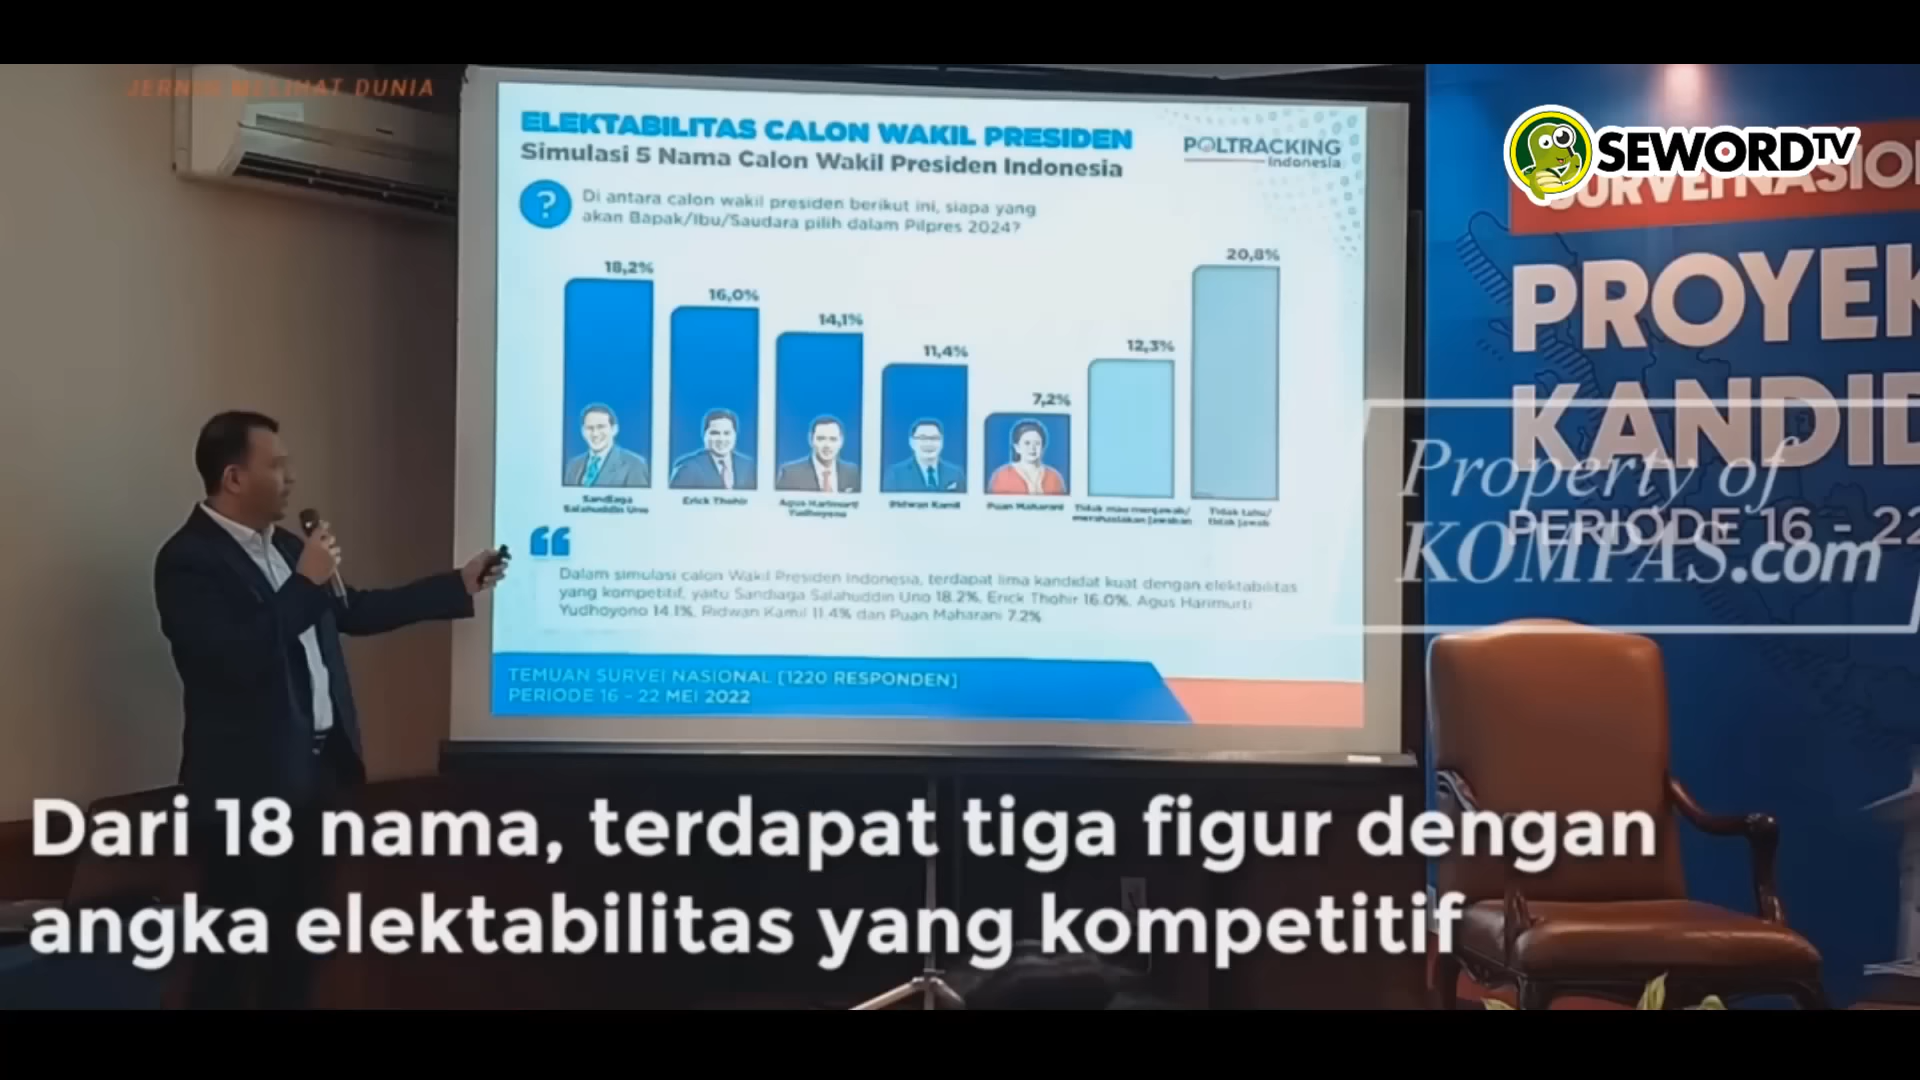 JERNIH MELIHAT DUNIA
SEWORDTV
ELEKTABILITAS CALON WAKIL PRESIDEN
Simulasi 5 Nama Calon Wakil Presiden Indonesia
POLTRACKING
Indonesia
?
Di antara calon wakil presiden berikut ini, siapa yang
akan Bapak/Ibu/Saudara pilih dalam Pilpres 2024?
18,2%
16,0%
14,1%
11,4%
7,2%
12,3%
20,8%
Sandiaga
Salahuddin Uno
Erick Thohir
Agus Harimurti
Yudhoyono
Ridwan Kamil
Puan Maharani
Tidak mau menjawab/
merahasiakan jawaban
Tidak tahu/
tidak jawab
Dalam simulasi calon Wakil Presiden Indonesia, terdapat lima kandidat kuat dengan elektabilitas
yang kompetitif, yaitu Sandiaga Salahuddin Uno 18.2%, Erick Thohir 16.0%, Agus Harimurti
Yudhoyono 14.1%, Ridwan Kamil 11.4% dan Puan Maharani 7.2%
TEMUAN SURVEI NASIONAL [1220 RESPONDEN]
PERIODE 16 - 22 MEI 2022
SURVEI NASIO
PROYEK
KANDID
PERIODE 16 - 22
Property of
KOMPAS.com
Dari 18 nama, terdapat tiga figur dengan
angka elektabilitas yang kompetitif